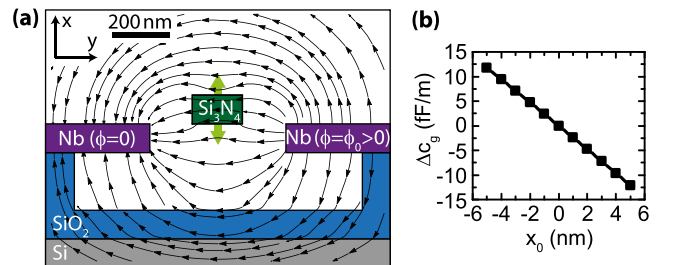 (a)
x
y
200 nm
Si₃N₄
Nb (ϕ=0)
Nb (ϕ=ϕ₀>0)
SiO₂
Si
(b)
Δc_g (fF/m)
15
10
5
0
-5
-10
-15
-6 -4 -2 0 2 4 6
x₀ (nm)